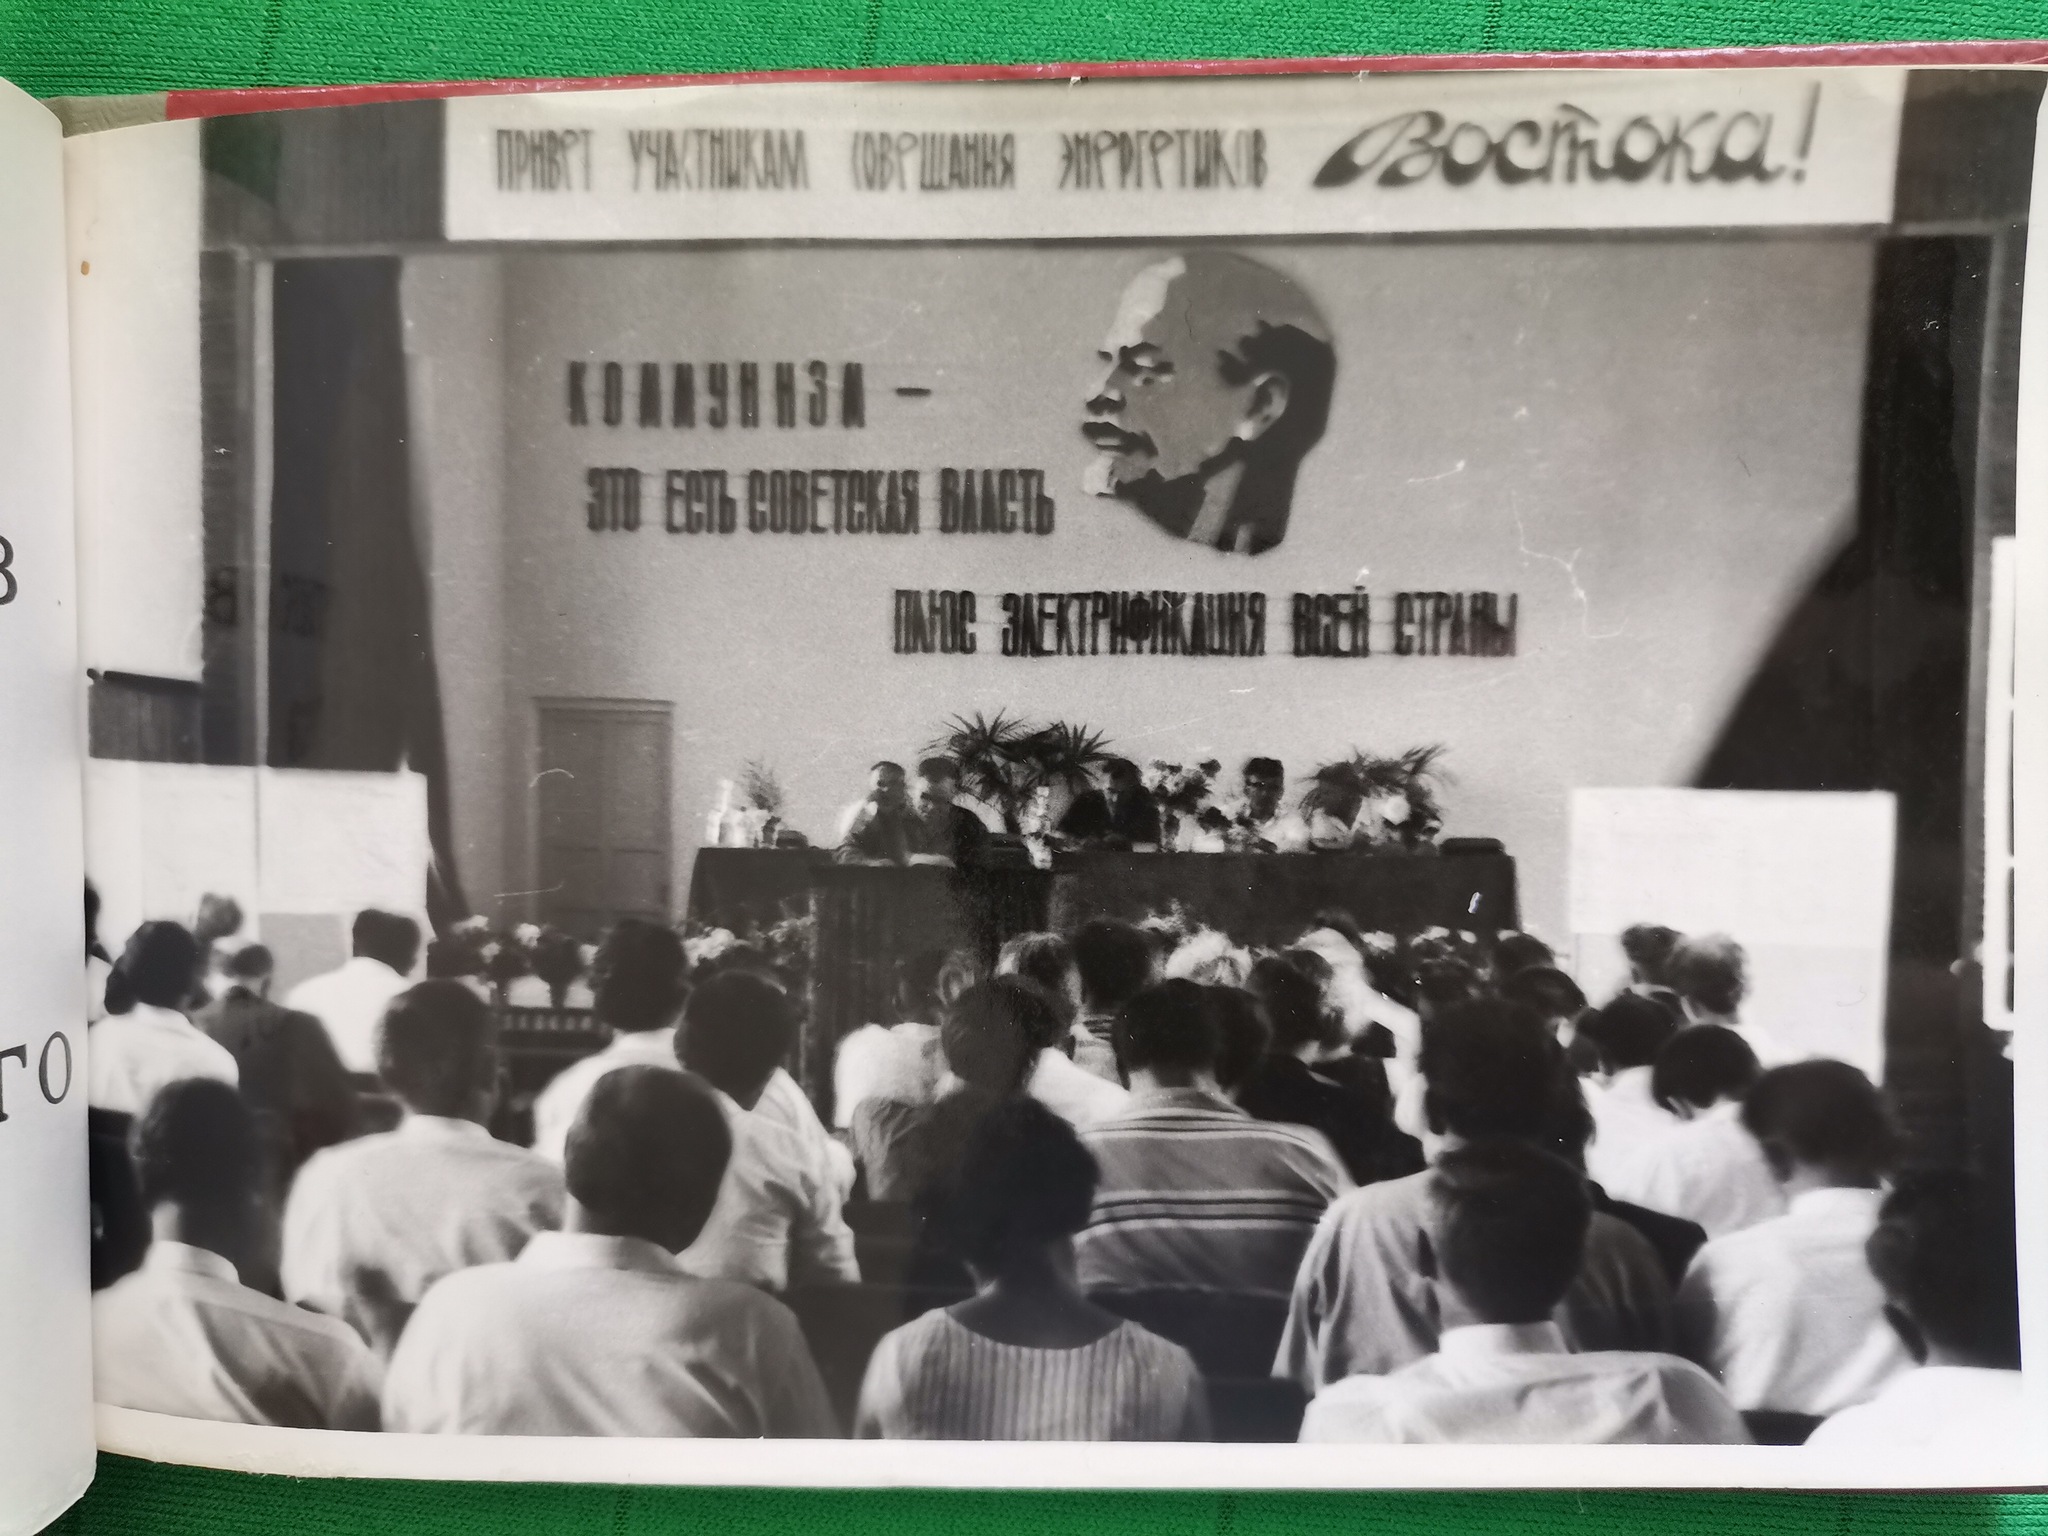 ПРИВЕТ УЧАСТНИКАМ СОВЕЩАНИЯ ЭНЕРГЕТИКОВ Востока!
КОММУНИЗМ –
ЭТО ЕСТЬ СОВЕТСКАЯ ВЛАСТЬ
ПЛЮС ЭЛЕКТРИФИКАЦИЯ ВСЕЙ СТРАНЫ